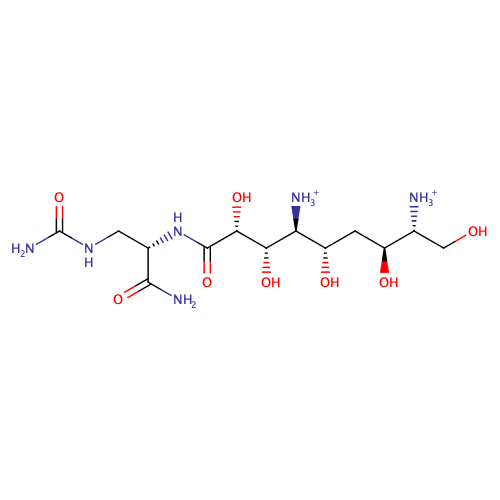 O OH NH3+ NH3+
H
N OH
H2N N
H O OH OH OH
O NH2